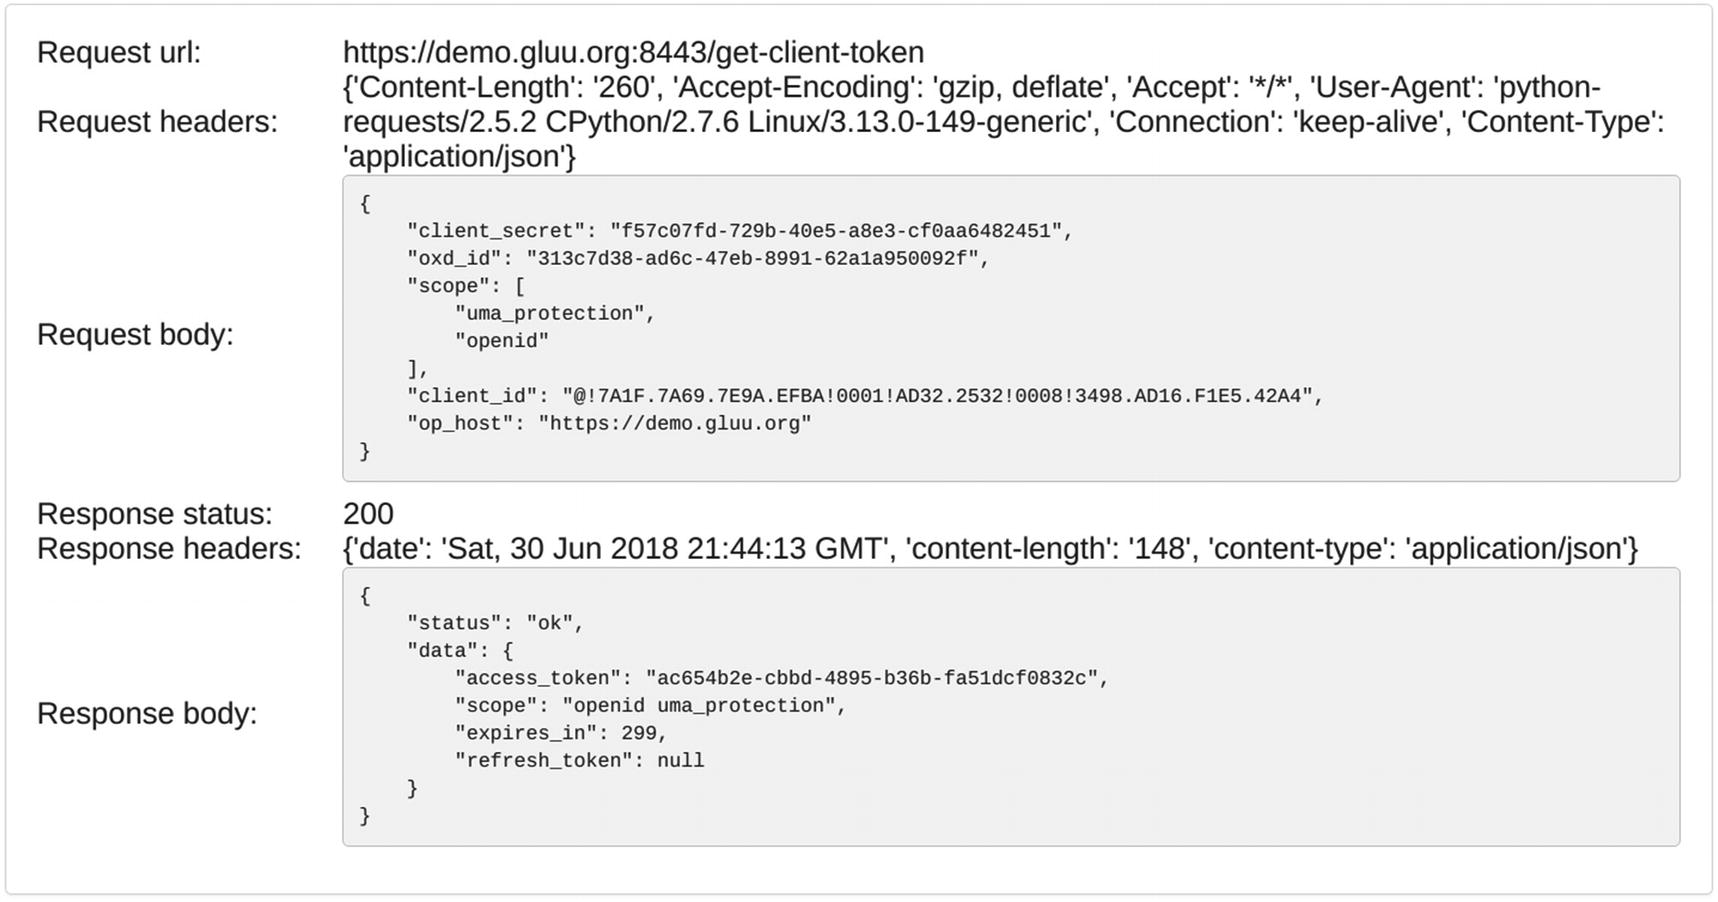 Request url: https://demo.gluu.org:8443/get-client-token
{'Content-Length': '260', 'Accept-Encoding': 'gzip, deflate', 'Accept': '*/*', 'User-Agent': 'python-
Request headers: requests/2.5.2 CPython/2.7.6 Linux/3.13.0-149-generic', 'Connection': 'keep-alive', 'Content-Type':
'application/json'}
Request body:
{
    "client_secret": "f57c07fd-729b-40e5-a8e3-cf0aa6482451",
    "oxd_id": "313c7d38-ad6c-47eb-8991-62a1a950092f",
    "scope": [
        "uma_protection",
        "openid"
    ],
    "client_id": "@!7A1F.7A69.7E9A.EFBA!0001!AD32.2532!0008!3498.AD16.F1E5.42A4",
    "op_host": "https://demo.gluu.org"
}
Response status: 200
Response headers: {'date': 'Sat, 30 Jun 2018 21:44:13 GMT', 'content-length': '148', 'content-type': 'application/json'}
Response body:
{
    "status": "ok",
    "data": {
        "access_token": "ac654b2e-cbbd-4895-b36b-fa51dcf0832c",
        "scope": "openid uma_protection",
        "expires_in": 299,
        "refresh_token": null
    }
}